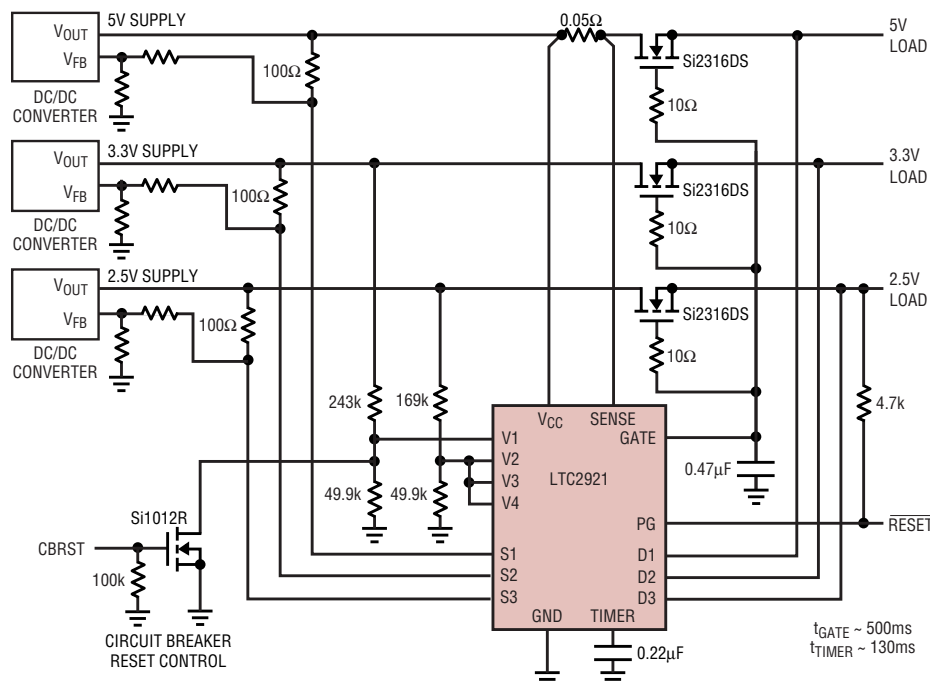 5V SUPPLY
0.05Ω
5V
LOAD
VOUT
VFB
100Ω
Si2316DS
10Ω
DC/DC
CONVERTER
3.3V SUPPLY
3.3V
LOAD
VOUT
VFB
100Ω
Si2316DS
10Ω
DC/DC
CONVERTER
2.5V SUPPLY
2.5V
LOAD
VOUT
VFB
100Ω
Si2316DS
10Ω
DC/DC
CONVERTER
243k
169k
4.7k
VCC
SENSE
GATE
V1
V2
V3
V4
LTC2921
0.47µF
49.9k
49.9k
Si1012R
PG
RESET
CBRST
S1
D1
100k
S2
D2
S3
D3
GND
TIMER
tGATE ~ 500ms
tTIMER ~ 130ms
CIRCUIT BREAKER
RESET CONTROL
0.22µF